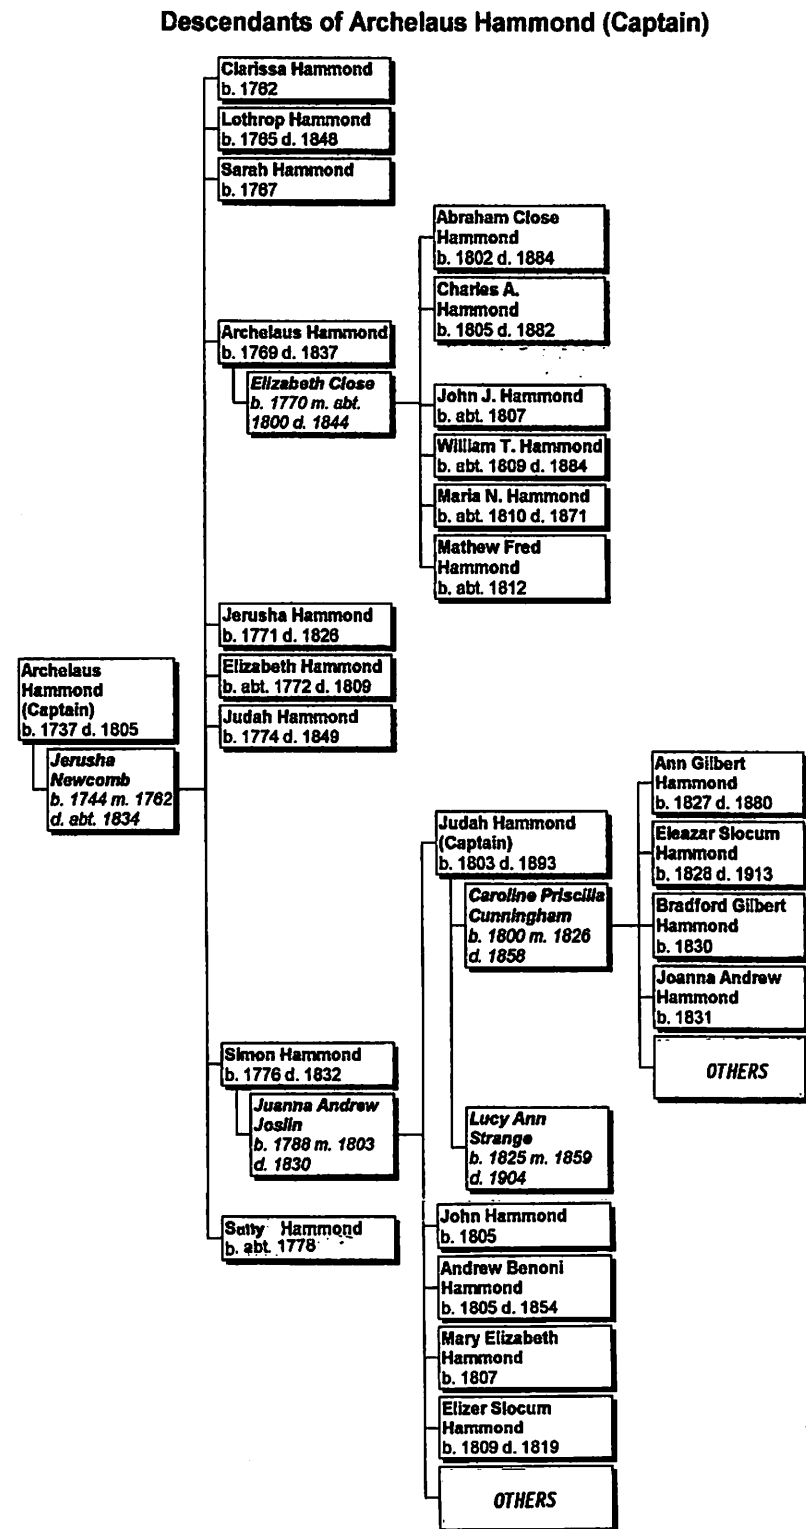 Descendants of Archelaus Hammond (Captain)
Clarissa Hammond
b. 1762
Lothrop Hammond
b. 1765 d. 1848
Sarah Hammond
b. 1767
Abraham Close
Hammond
b. 1802 d. 1884
Charles A.
Hammond
b. 1805 d. 1882
Archelaus Hammond
b. 1769 d. 1837
Elizabeth Close
b. 1770 m. abt.
1800 d. 1844
John J. Hammond
b. abt. 1807
William T. Hammond
b. abt. 1809 d. 1884
Maria N. Hammond
b. abt. 1810 d. 1871
Mathew Fred
Hammond
b. abt. 1812
Jerusha Hammond
b. 1771 d. 1826
Elizabeth Hammond
b. abt. 1772 d. 1809
Judah Hammond
b. 1774 d. 1849
Archelaus
Hammond
(Captain)
b. 1737 d. 1805
Jerusha
Newcomb
b. 1744 m. 1762
d. abt. 1834
Judah Hammond
(Captain)
b. 1803 d. 1893
Caroline Priscilla
Cunningham
b. 1800 m. 1826
d. 1858
Ann Gilbert
Hammond
b. 1827 d. 1880
Eleazar Slocum
Hammond
b. 1828 d. 1913
Bradford Gilbert
Hammond
b. 1830
Joanna Andrew
Hammond
b. 1831
OTHERS
Simon Hammond
b. 1776 d. 1832
Juanna Andrew
Joslin
b. 1788 m. 1803
d. 1830
Lucy Ann
Strange
b. 1825 m. 1859
d. 1904
John Hammond
b. 1805
Andrew Benoni
Hammond
b. 1805 d. 1854
Mary Elizabeth
Hammond
b. 1807
Elizer Slocum
Hammond
b. 1809 d. 1819
OTHERS
Hammond
b. abt. 1778